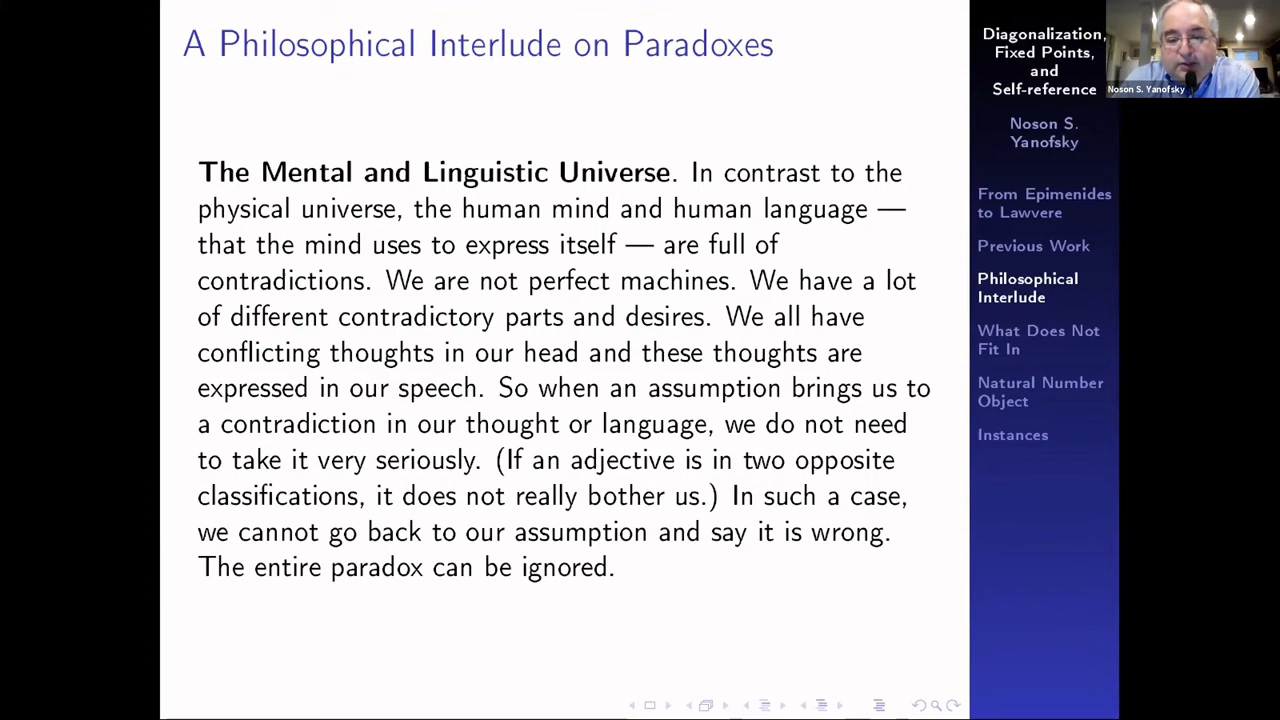 A Philosophical Interlude on Paradoxes
The Mental and Linguistic Universe. In contrast to the
physical universe, the human mind and human language —
that the mind uses to express itself — are full of
contradictions. We are not perfect machines. We have a lot
of different contradictory parts and desires. We all have
conflicting thoughts in our head and these thoughts are
expressed in our speech. So when an assumption brings us to
a contradiction in our thought or language, we do not need
to take it very seriously. (If an adjective is in two opposite
classifications, it does not really bother us.) In such a case,
we cannot go back to our assumption and say it is wrong.
The entire paradox can be ignored.
Diagonalization,
Fixed Points,
and
Self-reference
Noson S.
Yanofsky
From Epimenides
to Lawvere
Previous Work
Philosophical
Interlude
What Does Not
Fit In
Natural Number
Object
Instances
Noson S. Yanofsky